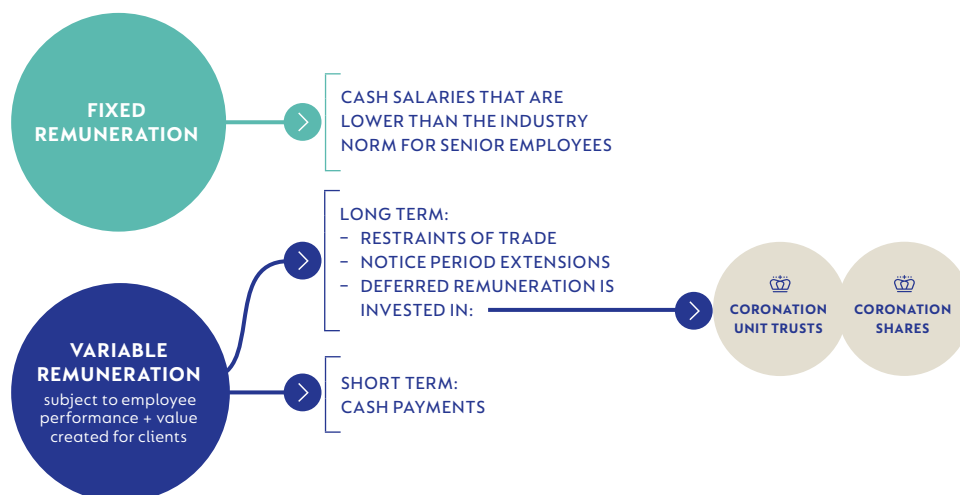 FIXED
REMUNERATION
CASH SALARIES THAT ARE
LOWER THAN THE INDUSTRY
NORM FOR SENIOR EMPLOYEES
VARIABLE
REMUNERATION
subject to employee
performance + value
created for clients
LONG TERM:
– RESTRAINTS OF TRADE
– NOTICE PERIOD EXTENSIONS
– DEFERRED REMUNERATION IS
INVESTED IN:
CORONATION
UNIT TRUSTS
CORONATION
SHARES
SHORT TERM:
CASH PAYMENTS